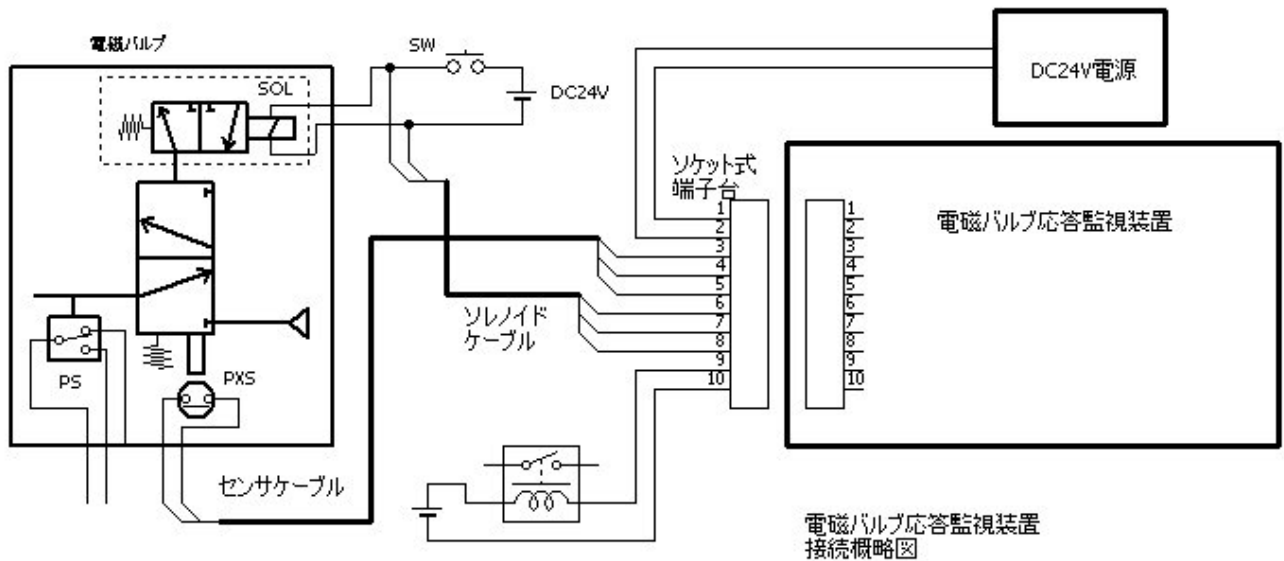 電磁バルブ
SW
SOL
DC24V
DC24V電源
ソケット式
端子台
1
2
3
4
5
6
7
8
9
10
1
2
3
4
5
6
7
8
9
10
電磁バルブ応答監視装置
ソレノイド
ケーブル
PS
PXS
センサケーブル
電磁バルブ応答監視装置
接続概略図